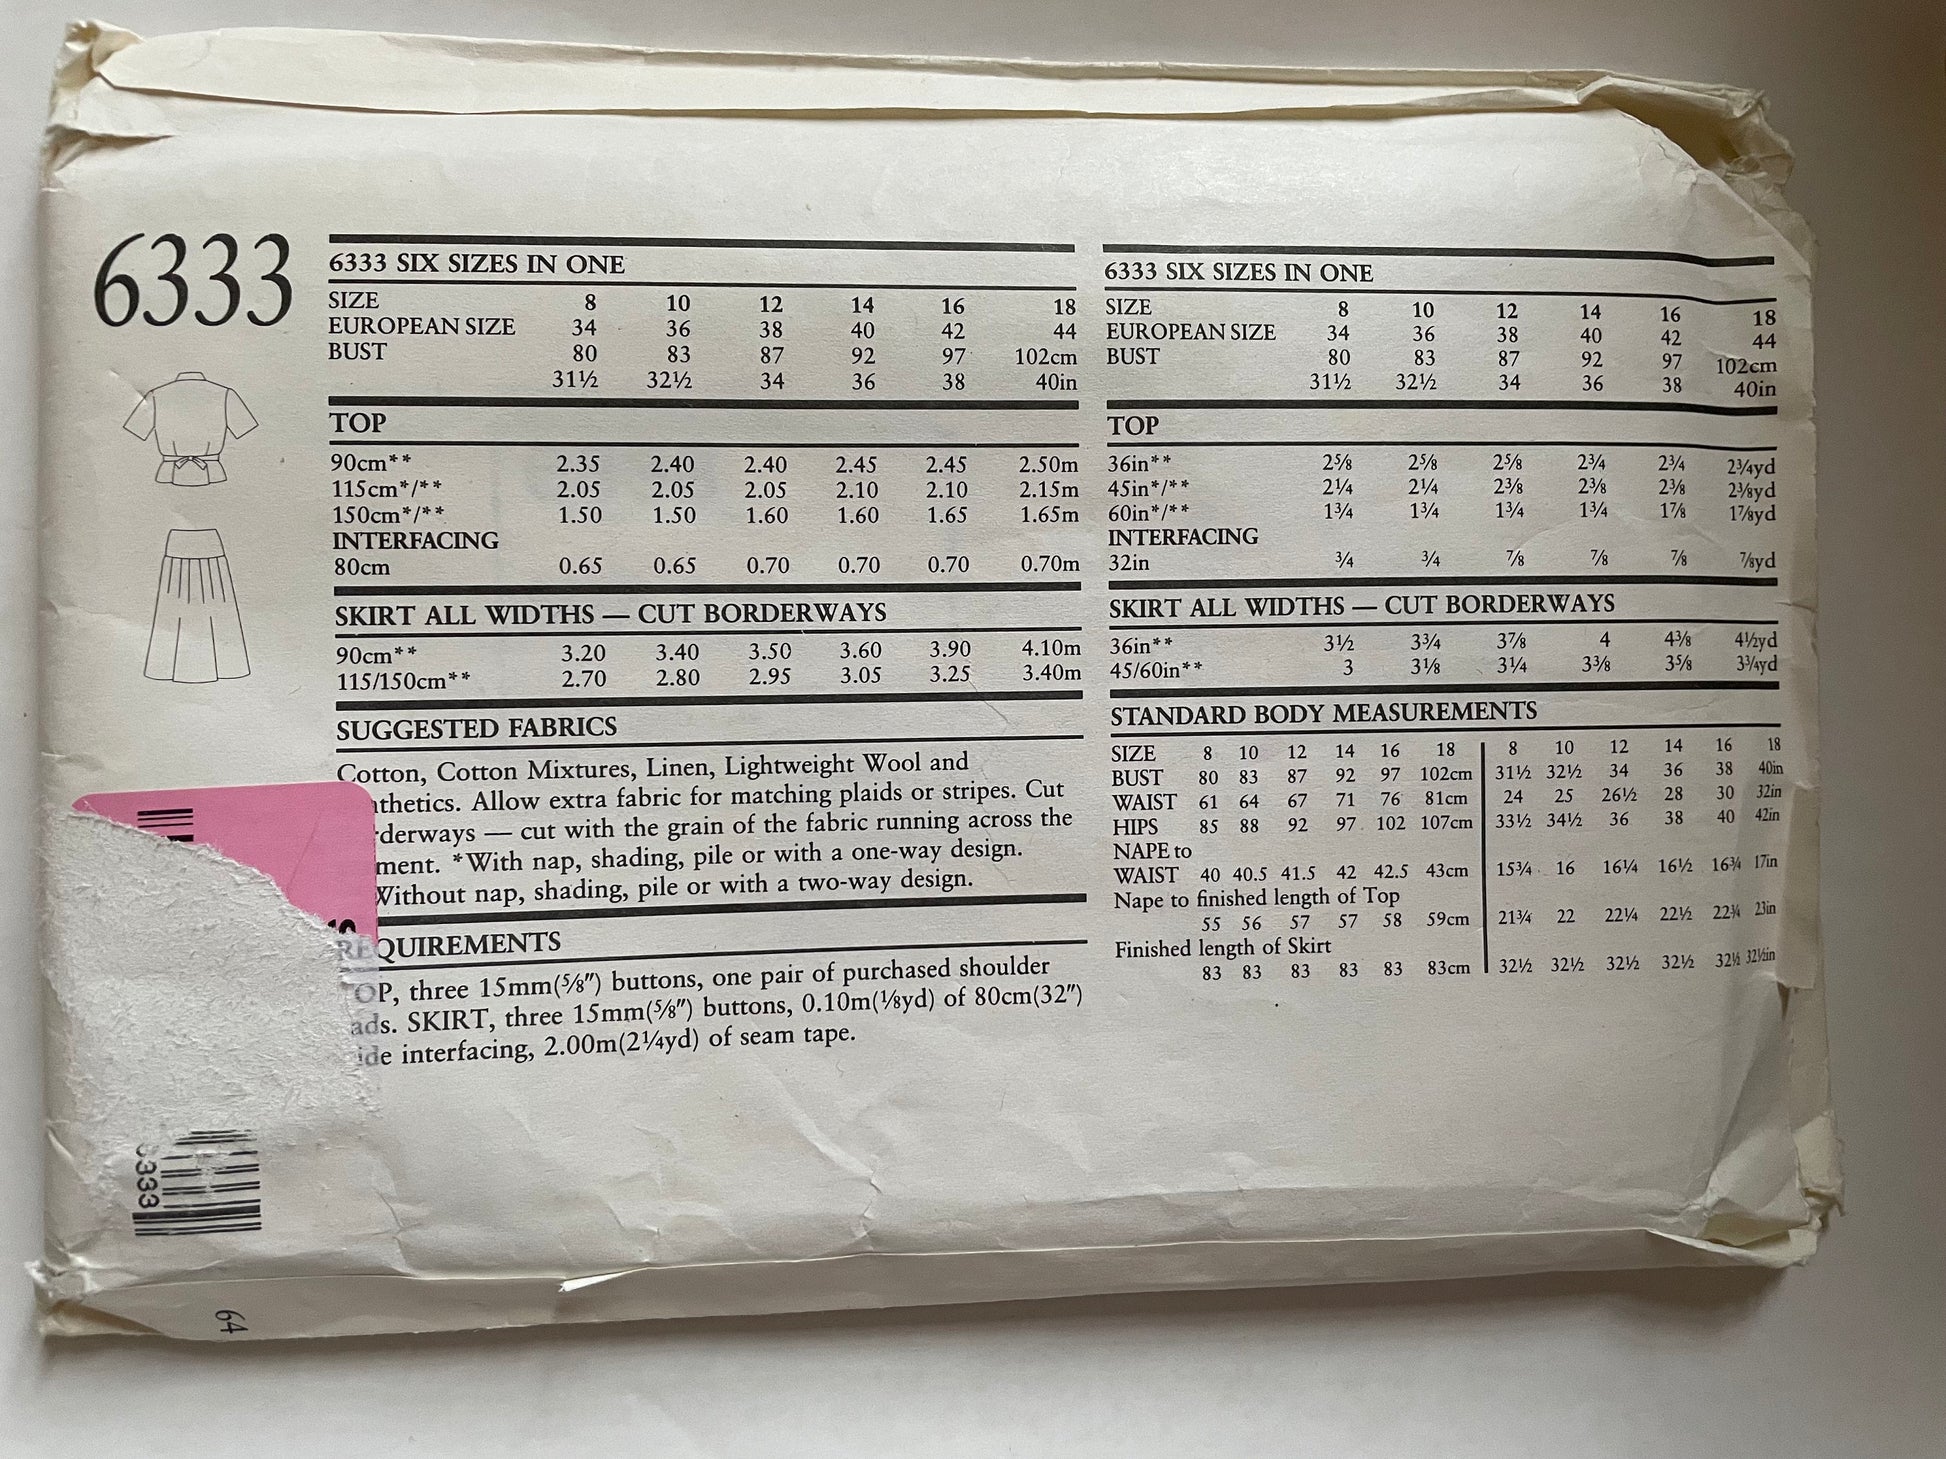 6333
6333 SIX SIZES IN ONE
SIZE 8 10 12 14 16 18
EUROPEAN SIZE 34 36 38 40 42 44
BUST 80 83 87 92 97 102cm
31½ 32½ 34 36 38 40in
TOP
90cm** 2.35 2.40 2.40 2.45 2.45 2.50m
115cm*/** 2.05 2.05 2.05 2.10 2.10 2.15m
150cm*/** 1.50 1.50 1.60 1.60 1.65 1.65m
INTERFACING
80cm 0.65 0.65 0.70 0.70 0.70 0.70m
SKIRT ALL WIDTHS — CUT BORDERWAYS
90cm** 3.20 3.40 3.50 3.60 3.90 4.10m
115/150cm** 2.70 2.80 2.95 3.05 3.25 3.40m
SUGGESTED FABRICS
Cotton, Cotton Mixtures, Linen, Lightweight Wool and
nthetics. Allow extra fabric for matching plaids or stripes. Cut
rderways — cut with the grain of the fabric running across the
ment. *With nap, shading, pile or with a one-way design.
Without nap, shading, pile or with a two-way design.
REQUIREMENTS
OP, three 15mm(⅝") buttons, one pair of purchased shoulder
ads. SKIRT, three 15mm(⅝") buttons, 0.10m(⅛yd) of 80cm(32")
ide interfacing, 2.00m(2¼yd) of seam tape.
6333 SIX SIZES IN ONE
SIZE 8 10 12 14 16 18
EUROPEAN SIZE 34 36 38 40 42 44
BUST 80 83 87 92 97 102cm
31½ 32½ 34 36 38 40in
TOP
36in** 2⅝ 2⅝ 2⅝ 2¾ 2¾ 2¾yd
45in*/** 2¼ 2¼ 2⅜ 2⅜ 2⅜ 2⅜yd
60in*/** 1¾ 1¾ 1¾ 1¾ 1⅞ 1⅞yd
INTERFACING
32in ¾ ¾ ⅞ ⅞ ⅞ ⅞yd
SKIRT ALL WIDTHS — CUT BORDERWAYS
36in** 3½ 3¾ 3⅞ 4 4⅜ 4½yd
45/60in** 3 3⅛ 3¼ 3⅜ 3⅝ 3¾yd
STANDARD BODY MEASUREMENTS
SIZE 8 10 12 14 16 18 8 10 12 14 16 18
BUST 80 83 87 92 97 102cm 31½ 32½ 34 36 38 40in
WAIST 61 64 67 71 76 81cm 24 25 26½ 28 30 32in
HIPS 85 88 92 97 102 107cm 33½ 34½ 36 38 40 42in
NAPE to
WAIST 40 40.5 41.5 42 42.5 43cm 15¾ 16 16¼ 16½ 16¾ 17in
Nape to finished length of Top
55 56 57 57 58 59cm 21¾ 22 22¼ 22½ 22¾ 23in
Finished length of Skirt
83 83 83 83 83 83cm 32½ 32½ 32½ 32½ 32½ 32½in
333
64